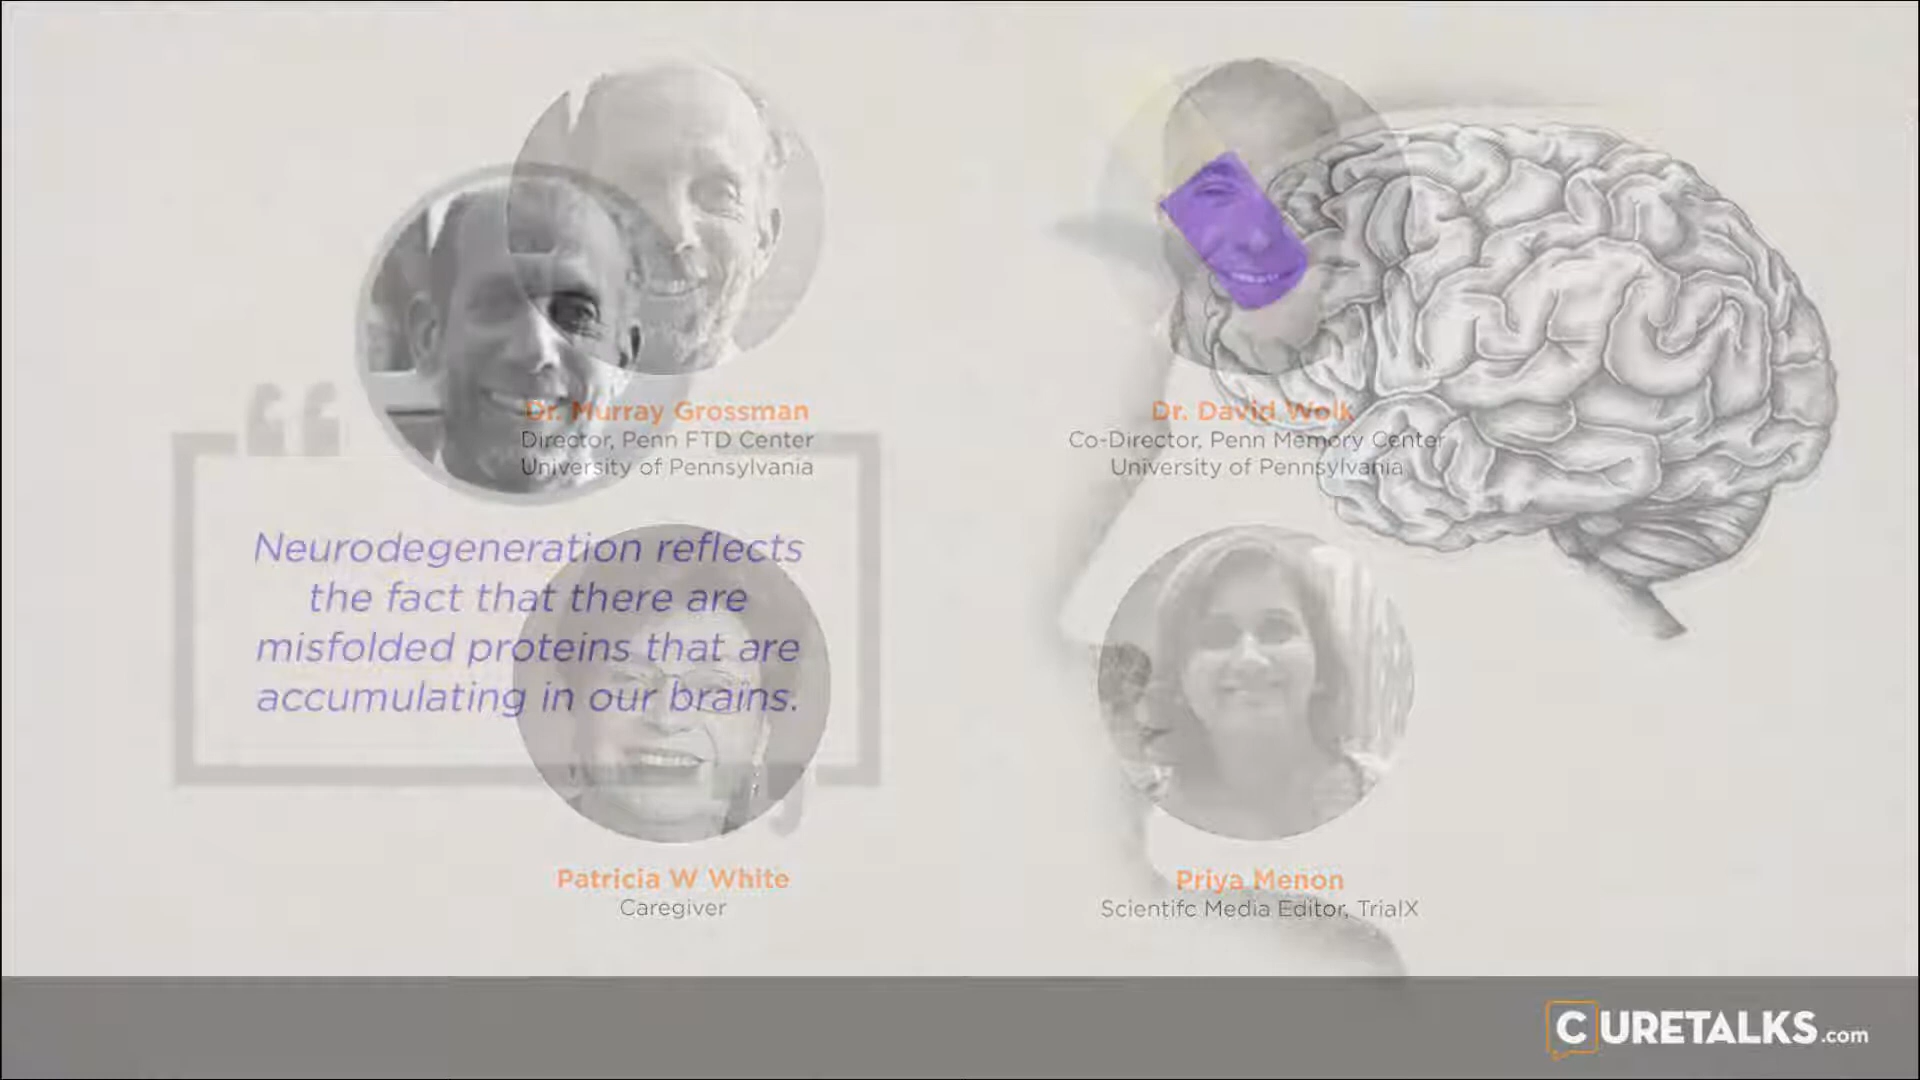 Dr. Murray Grossman
Director, Penn FTD Center
University of Pennsylvania
Dr. David Wolk
Co-Director, Penn Memory Center
University of Pennsylvania
“
Neurodegeneration reflects
the fact that there are
misfolded proteins that are
accumulating in our brains.
Patricia W White
Caregiver
Priya Menon
Scientifc Media Editor, TrialX
CURETALKS.com